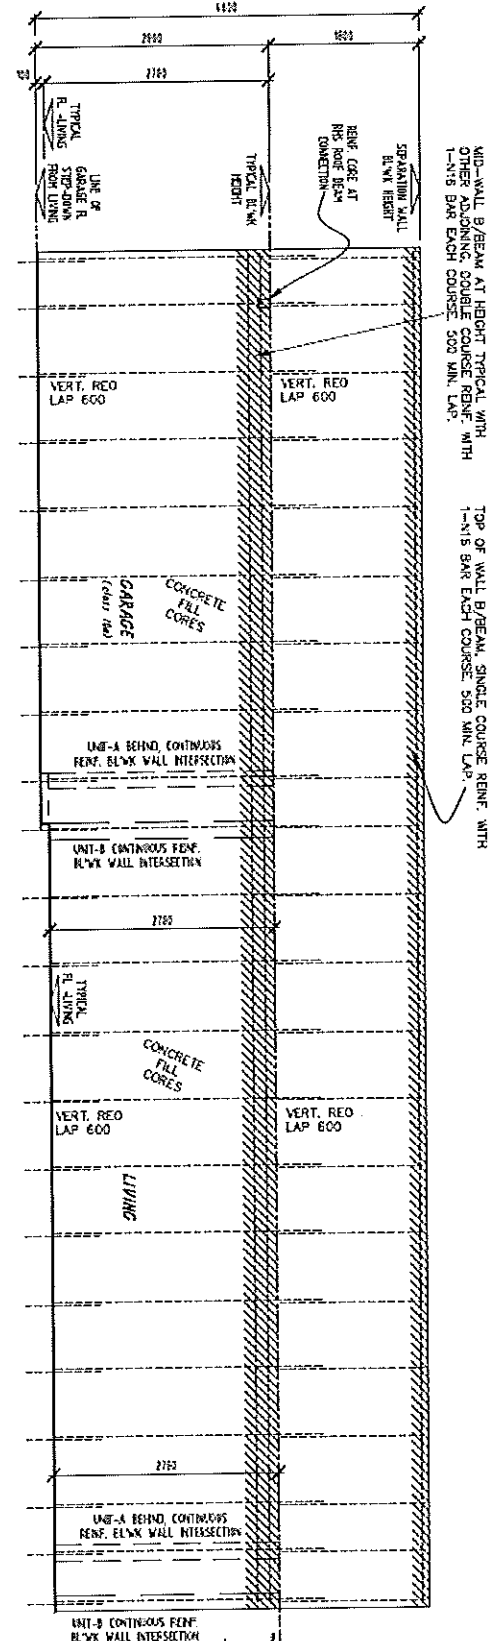 MID-WALL B/BEAM AT HEIGHT TYPICAL WITH
OTHER ADJOINING, DOUBLE COURSE REINF. WITH
1-N16 BAR EACH COURSE, 500 MIN. LAP.
TOP OF WALL B/BEAM, SINGLE COURSE REINF. WITH
1-N16 BAR EACH COURSE, 500 MIN. LAP.
1800
2700
SEPARATION WALL
BL'WK HEIGHT
REINF. CORE AT
RHS ROOF BEAM
CONNECTION
TYPICAL BL'WK
HEIGHT
TYPICAL
FL -LIVING
LINE OF
GARAGE FL
STEP-DOWN
FROM LIVING
VERT. REO
LAP 600
VERT. REO
LAP 600
CONCRETE
FILL
CORES
GARAGE
UNIT-A BEHIND, CONTINUOUS
REINF. BL'WK WALL INTERSECTION
UNIT-B CONTINUOUS REINF.
BL'WK WALL INTERSECTION
2700
TYPICAL
FL -LIVING
CONCRETE
FILL
CORES
VERT. REO
LAP 600
VERT. REO
LAP 600
LIVING
2700
UNIT-A BEHIND, CONTINUOUS
REINF. BL'WK WALL INTERSECTION
UNIT-B CONTINUOUS REINF.
BL'WK WALL INTERSECTION